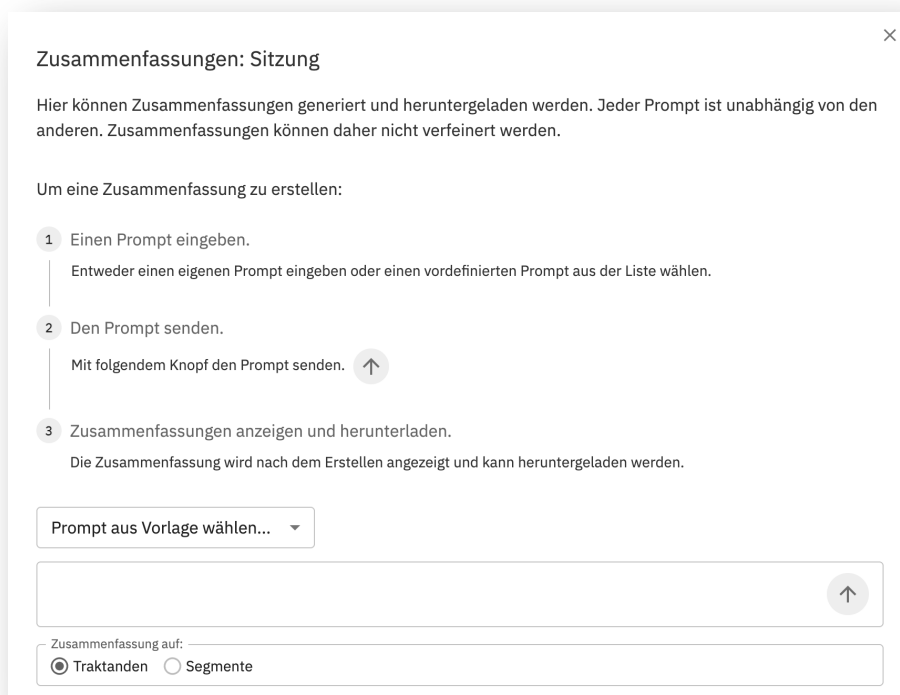 Zusammenfassungen: Sitzung
Hier können Zusammenfassungen generiert und heruntergeladen werden. Jeder Prompt ist unabhängig von den
anderen. Zusammenfassungen können daher nicht verfeinert werden.
Um eine Zusammenfassung zu erstellen:
1 Einen Prompt eingeben.
Entweder einen eigenen Prompt eingeben oder einen vordefinierten Prompt aus der Liste wählen.
2 Den Prompt senden.
Mit folgendem Knopf den Prompt senden.
3 Zusammenfassungen anzeigen und herunterladen.
Die Zusammenfassung wird nach dem Erstellen angezeigt und kann heruntergeladen werden.
Prompt aus Vorlage wählen...
Zusammenfassung auf:
Traktanden Segmente